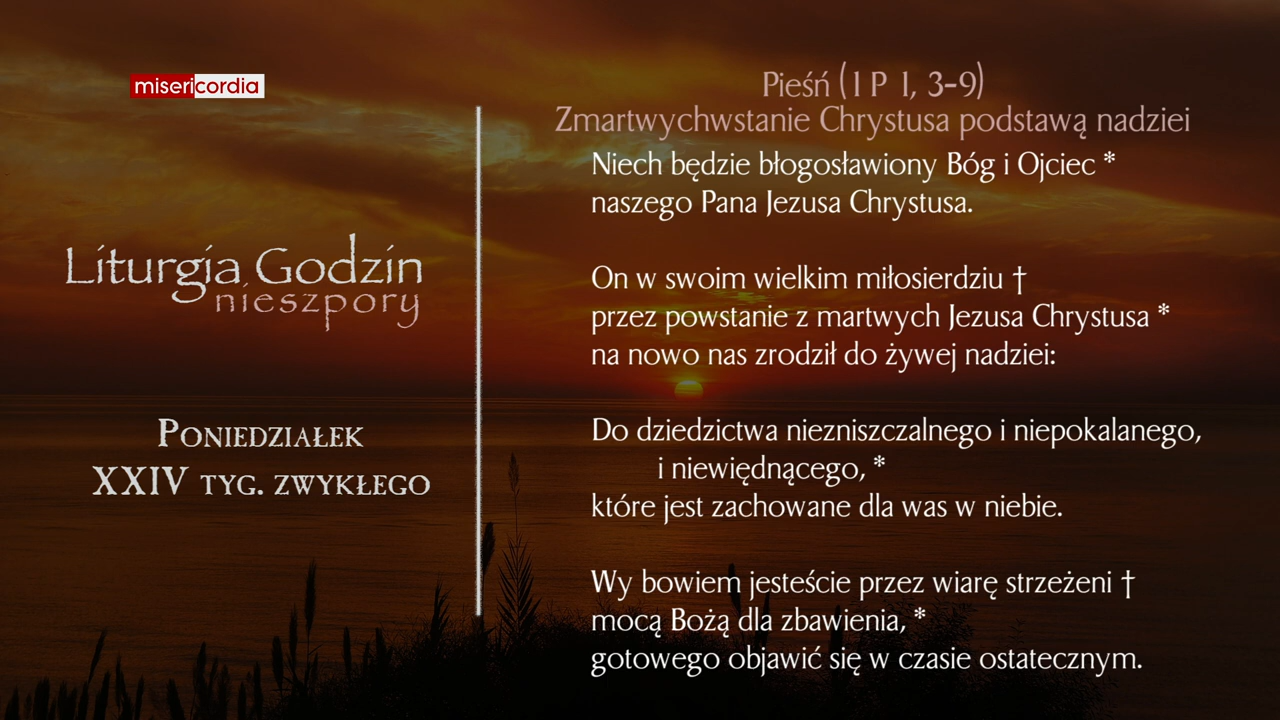 misericordia
Liturgia Godzin
nieszpory
Poniedziałek
XXIV tyg. zwykłego
Pieśń (1 P 1, 3-9)
Zmartwychwstanie Chrystusa podstawą nadziei
Niech będzie błogosławiony Bóg i Ojciec *
naszego Pana Jezusa Chrystusa.
On w swoim wielkim miłosierdziu †
przez powstanie z martwych Jezusa Chrystusa *
na nowo nas zrodził do żywej nadziei:
Do dziedzictwa niezniszczalnego i niepokalanego,
i niewiędnącego, *
które jest zachowane dla was w niebie.
Wy bowiem jesteście przez wiarę strzeżeni †
mocą Bożą dla zbawienia, *
gotowego objawić się w czasie ostatecznym.